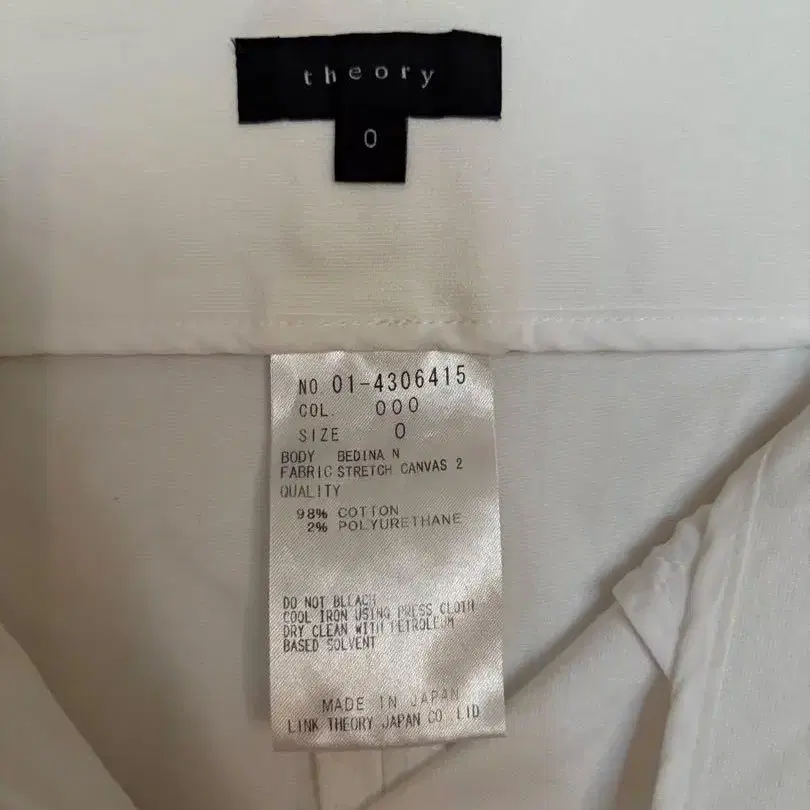 theory
0
NO 01-4306415
COL. 000
SIZE 0
BODY BEDINA N
FABRIC STRETCH CANVAS 2
QUALITY
98% COTTON
2% POLYURETHANE
DO NOT BLEACH
COOL IRON USING PRESS CLOTH
DRY CLEAN WITH PETROLEUM
BASED SOLVENT
MADE IN JAPAN
LINK THEORY JAPAN CO LTD